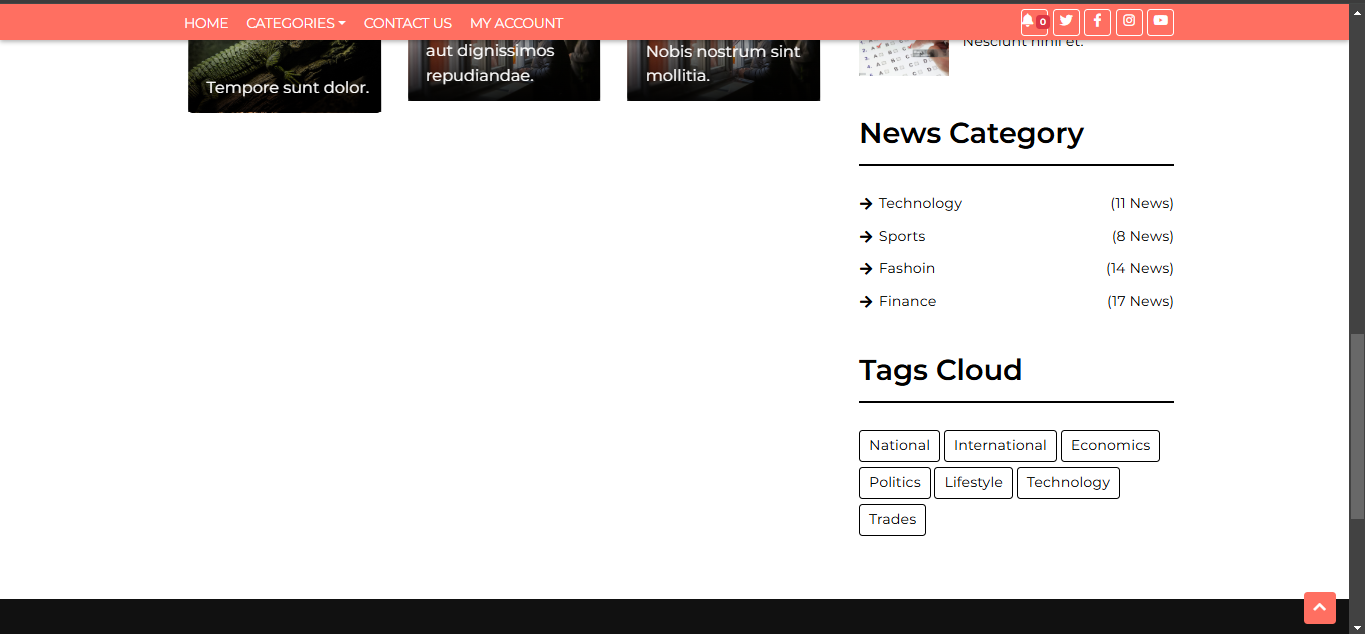 HOME CATEGORIES CONTACT US MY ACCOUNT 0
aut dignissimos
repudiandae.
Tempore sunt dolor.
Nobis nostrum sint
mollitia.
Nesciunt nihil et.
News Category
Technology (11 News)
Sports (8 News)
Fashoin (14 News)
Finance (17 News)
Tags Cloud
National International Economics
Politics Lifestyle Technology
Trades